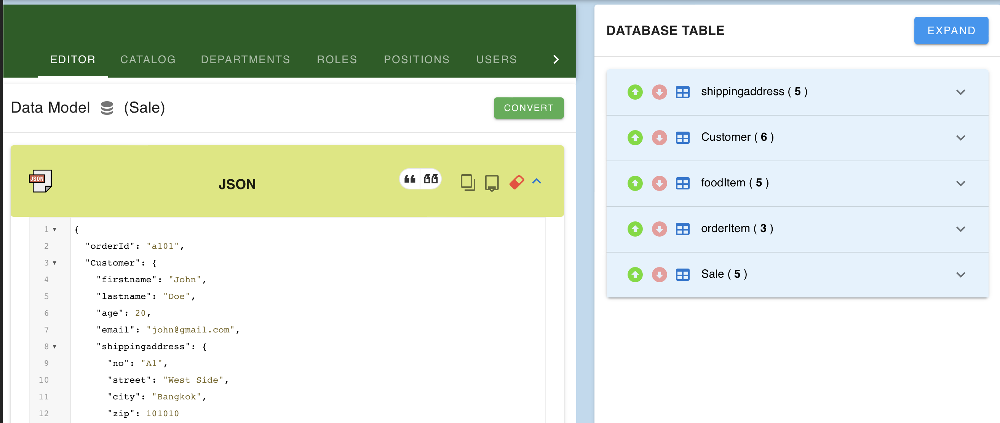 EDITOR CATALOG DEPARTMENTS ROLES POSITIONS USERS
Data Model (Sale) CONVERT
JSON JSON
1 {
2 "orderId": "a101",
3 "Customer": {
4 "firstname": "John",
5 "lastname": "Doe",
6 "age": 20,
7 "email": "john@gmail.com",
8 "shippingaddress": {
9 "no": "A1",
10 "street": "West Side",
11 "city": "Bangkok",
12 "zip": 101010
DATABASE TABLE EXPAND
shippingaddress ( 5 )
Customer ( 6 )
foodItem ( 5 )
orderItem ( 3 )
Sale ( 5 )